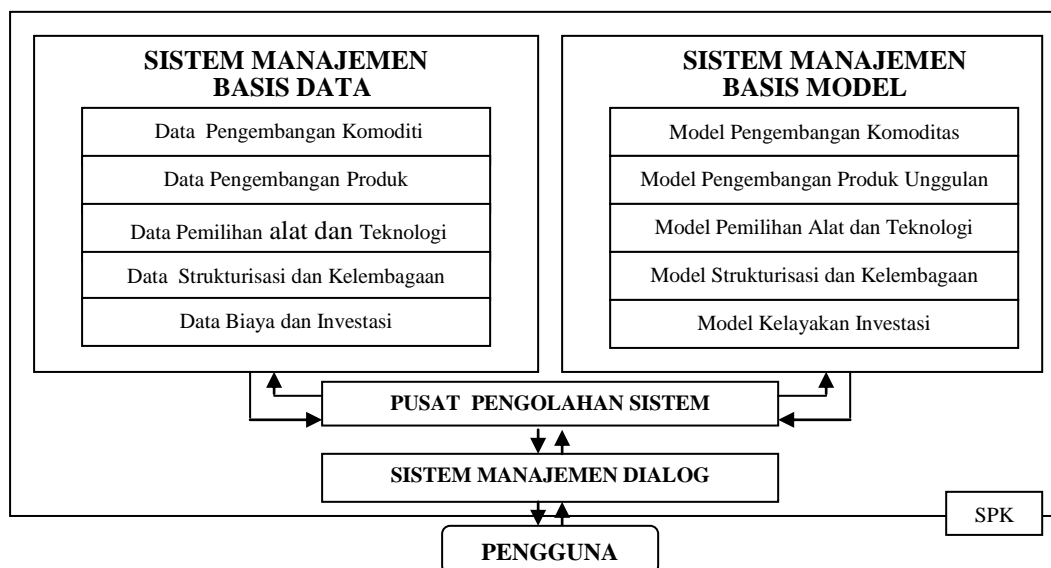 SISTEM MANAJEMEN
BASIS DATA
Data Pengembangan Komoditi
Data Pengembangan Produk
Data Pemilihan alat dan Teknologi
Data Strukturisasi dan Kelembagaan
Data Biaya dan Investasi
SISTEM MANAJEMEN
BASIS MODEL
Model Pengembangan Komoditas
Model Pengembangan Produk Unggulan
Model Pemilihan Alat dan Teknologi
Model Strukturisasi dan Kelembagaan
Model Kelayakan Investasi
PUSAT PENGOLAHAN SISTEM
SISTEM MANAJEMEN DIALOG
SPK
PENGGUNA